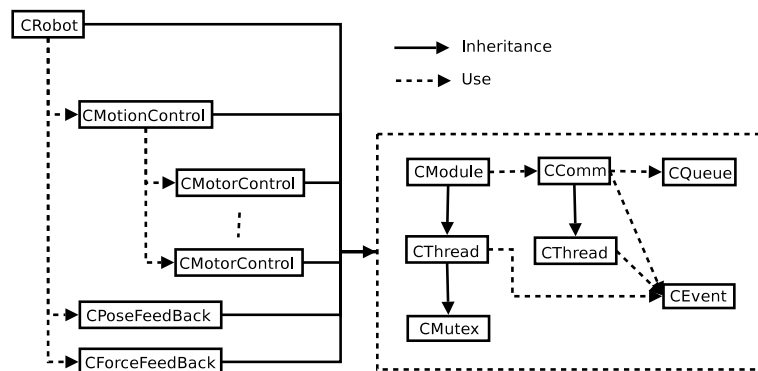 CRobot
Inheritance
Use
CMotionControl
CMotorControl
CMotorControl
CPoseFeedBack
CForceFeedBack
CModule
CComm
CQueue
CThread
CThread
CEvent
CMutex